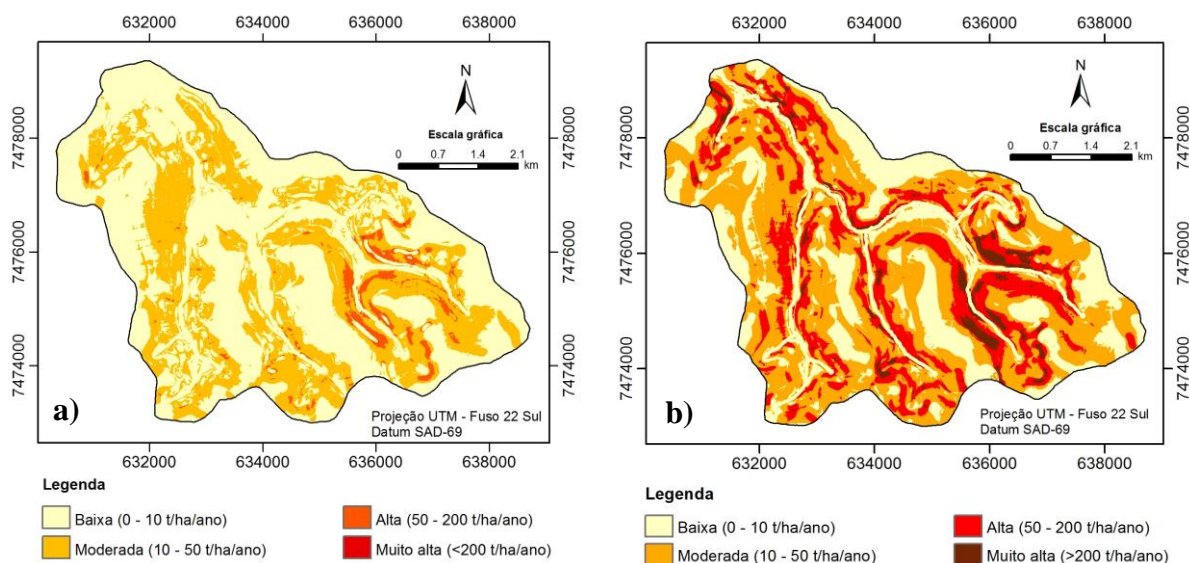 632000 634000 636000 638000
7478000
7476000
7474000
N
Escala gráfica
0 0.7 1.4 2.1
km
a)
Projeção UTM - Fuso 22 Sul
Datum SAD-69
7478000
7476000
7474000
632000 634000 636000 638000
Legenda
Baixa (0 - 10 t/ha/ano)
Moderada (10 - 50 t/ha/ano)
Alta (50 - 200 t/ha/ano)
Muito alta (<200 t/ha/ano)
632000 634000 636000 638000
7478000
7476000
7474000
N
Escala gráfica
0 0.7 1.4 2.1
km
b)
Projeção UTM - Fuso 22 Sul
Datum SAD-69
7478000
7476000
7474000
632000 634000 636000 638000
Legenda
Baixa (0 - 10 t/ha/ano)
Moderada (10 - 50 t/ha/ano)
Alta (50 - 200 t/ha/ano)
Muito alta (>200 t/ha/ano)